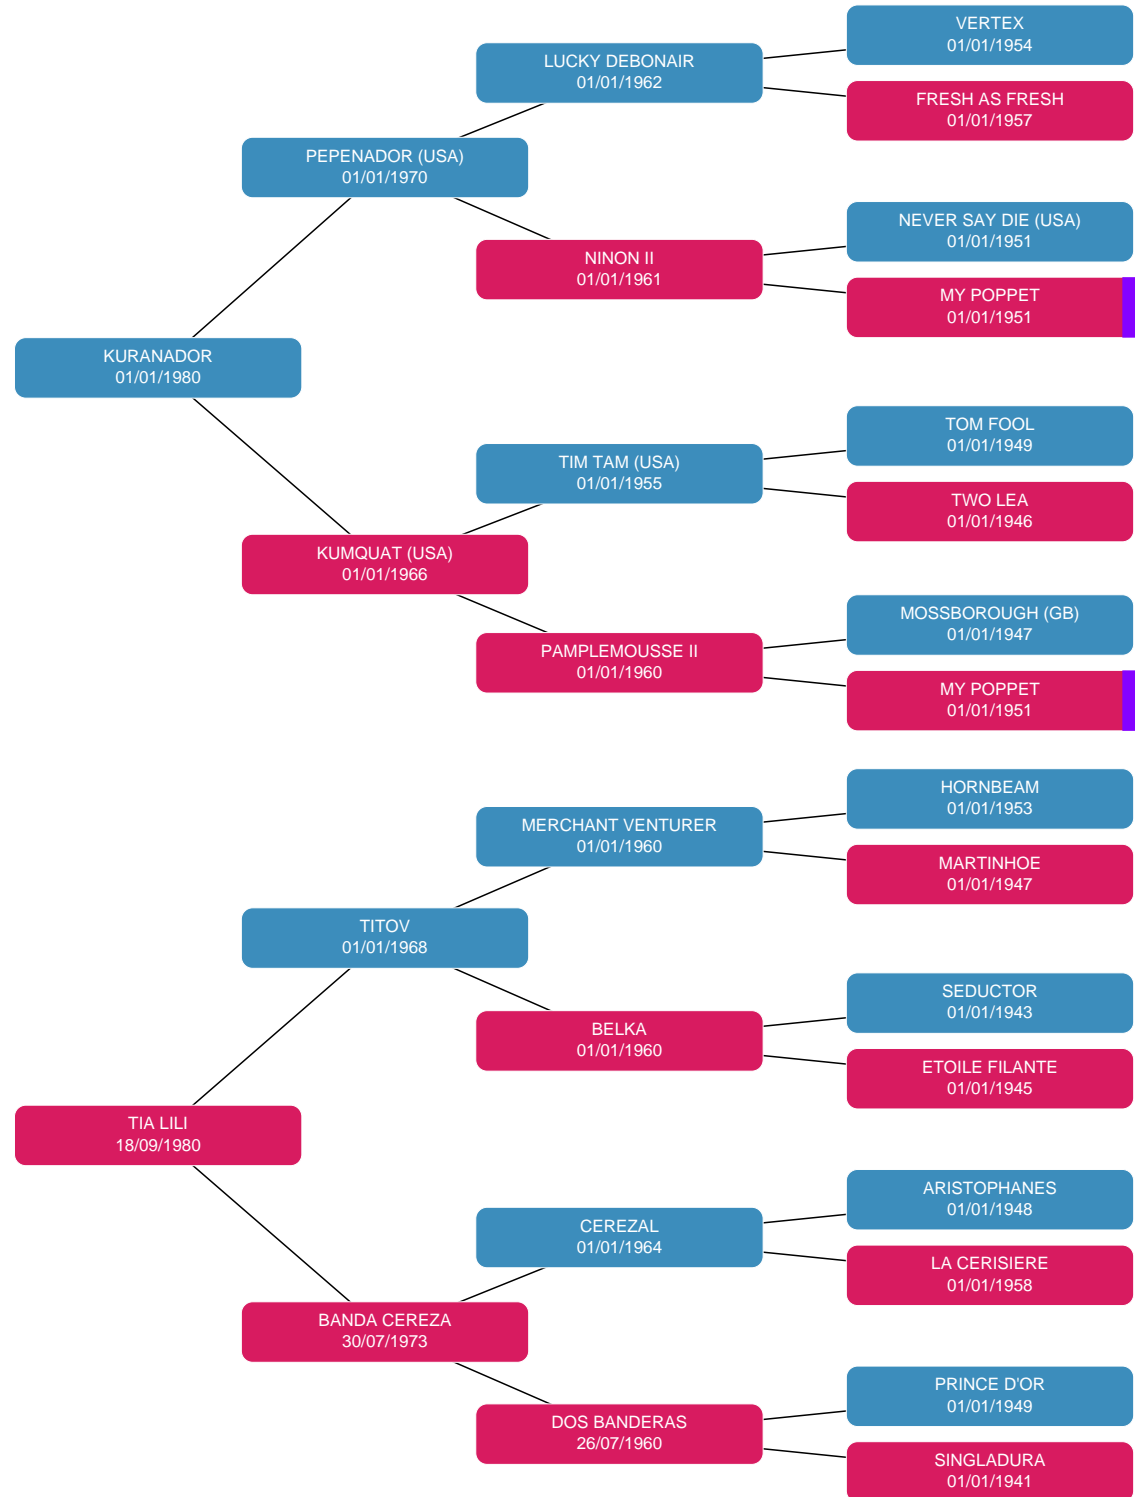 VERTEX
01/01/1954
LUCKY DEBONAIR
01/01/1962
FRESH AS FRESH
01/01/1957
PEPENADOR (USA)
01/01/1970
NEVER SAY DIE (USA)
01/01/1951
NINON II
01/01/1961
MY POPPET
01/01/1951
KURANADOR
01/01/1980
TOM FOOL
01/01/1949
TIM TAM (USA)
01/01/1955
TWO LEA
01/01/1946
KUMQUAT (USA)
01/01/1966
MOSSBOROUGH (GB)
01/01/1947
PAMPLEMOUSSE II
01/01/1960
MY POPPET
01/01/1951
HORNBEAM
01/01/1953
MERCHANT VENTURER
01/01/1960
MARTINHOE
01/01/1947
TITOV
01/01/1968
SEDUCTOR
01/01/1943
BELKA
01/01/1960
ETOILE FILANTE
01/01/1945
TIA LILI
18/09/1980
ARISTOPHANES
01/01/1948
CEREZAL
01/01/1964
LA CERISIERE
01/01/1958
BANDA CEREZA
30/07/1973
PRINCE D'OR
01/01/1949
DOS BANDERAS
26/07/1960
SINGLADURA
01/01/1941